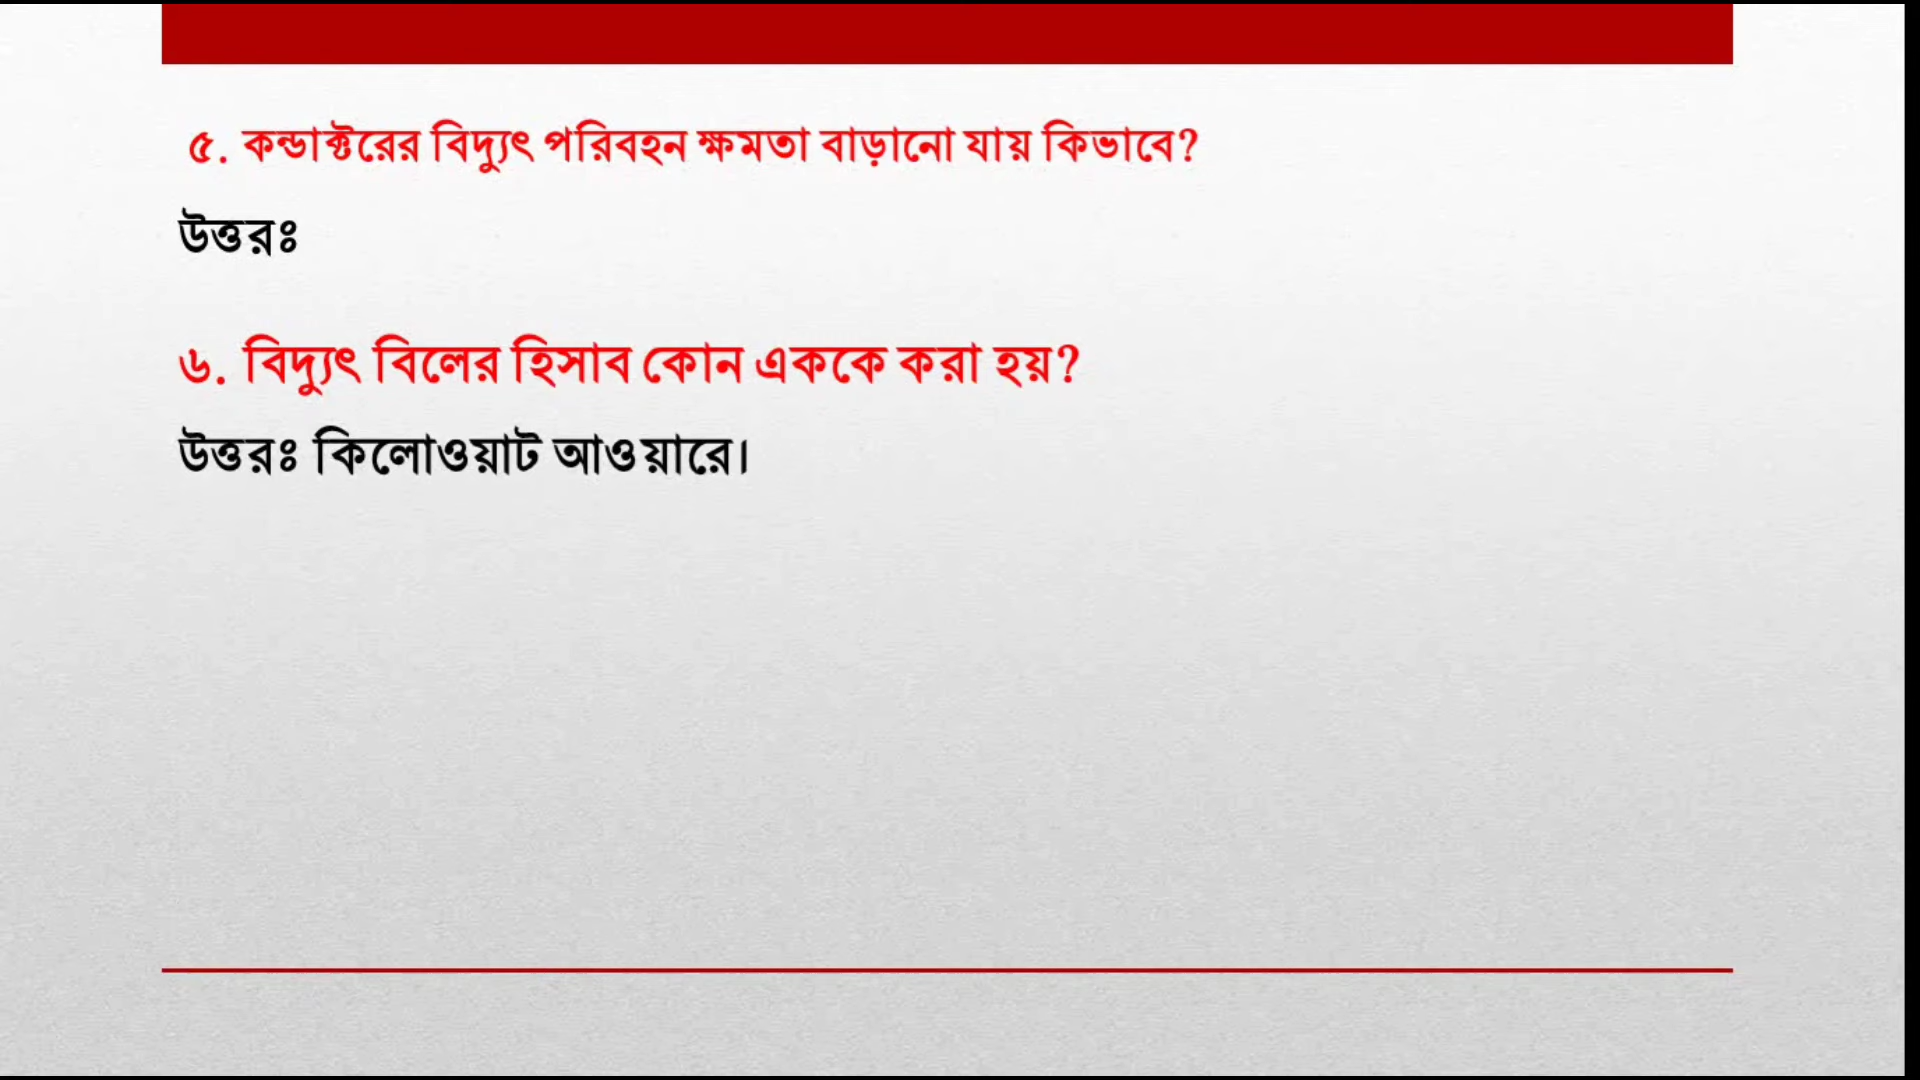 ৫. কন্ডাক্টরের বিদ্যুৎ পরিবহন ক্ষমতা বাড়ানো যায় কিভাবে?
উত্তরঃ
৬. বিদ্যুৎ বিলের হিসাব কোন এককে করা হয়?
উত্তরঃ কিলোওয়াট আওয়ারে।